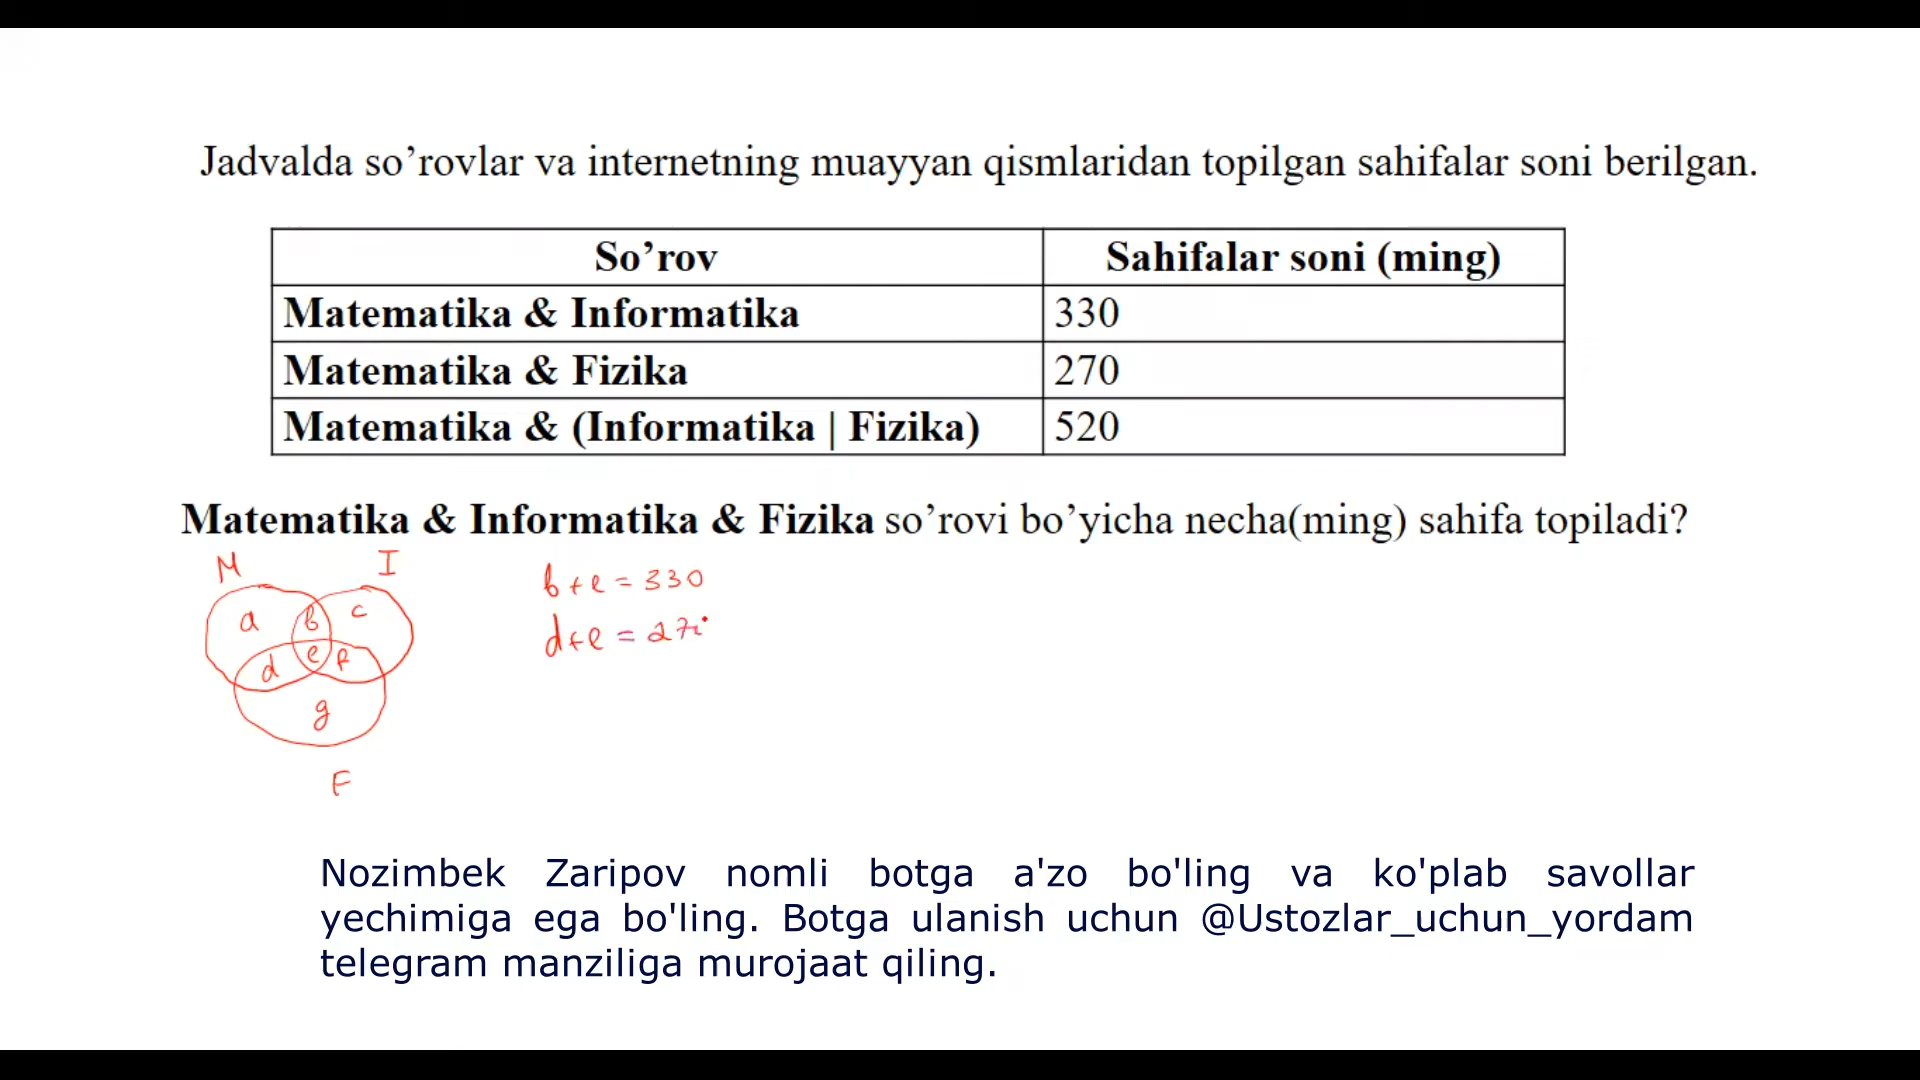 Jadvalda so’rovlar va internetning muayyan qismlaridan topilgan sahifalar soni berilgan.
So’rov Sahifalar soni (ming)
Matematika & Informatika 330
Matematika & Fizika 270
Matematika & (Informatika | Fizika) 520
Matematika & Informatika & Fizika so’rovi bo’yicha necha(ming) sahifa topiladi?
M I
a b c
d e f
g
F
b+e=330
d+e=27
Nozimbek Zaripov nomli botga a'zo bo'ling va ko'plab savollar
yechimiga ega bo'ling. Botga ulanish uchun @Ustozlar_uchun_yordam
telegram manziliga murojaat qiling.